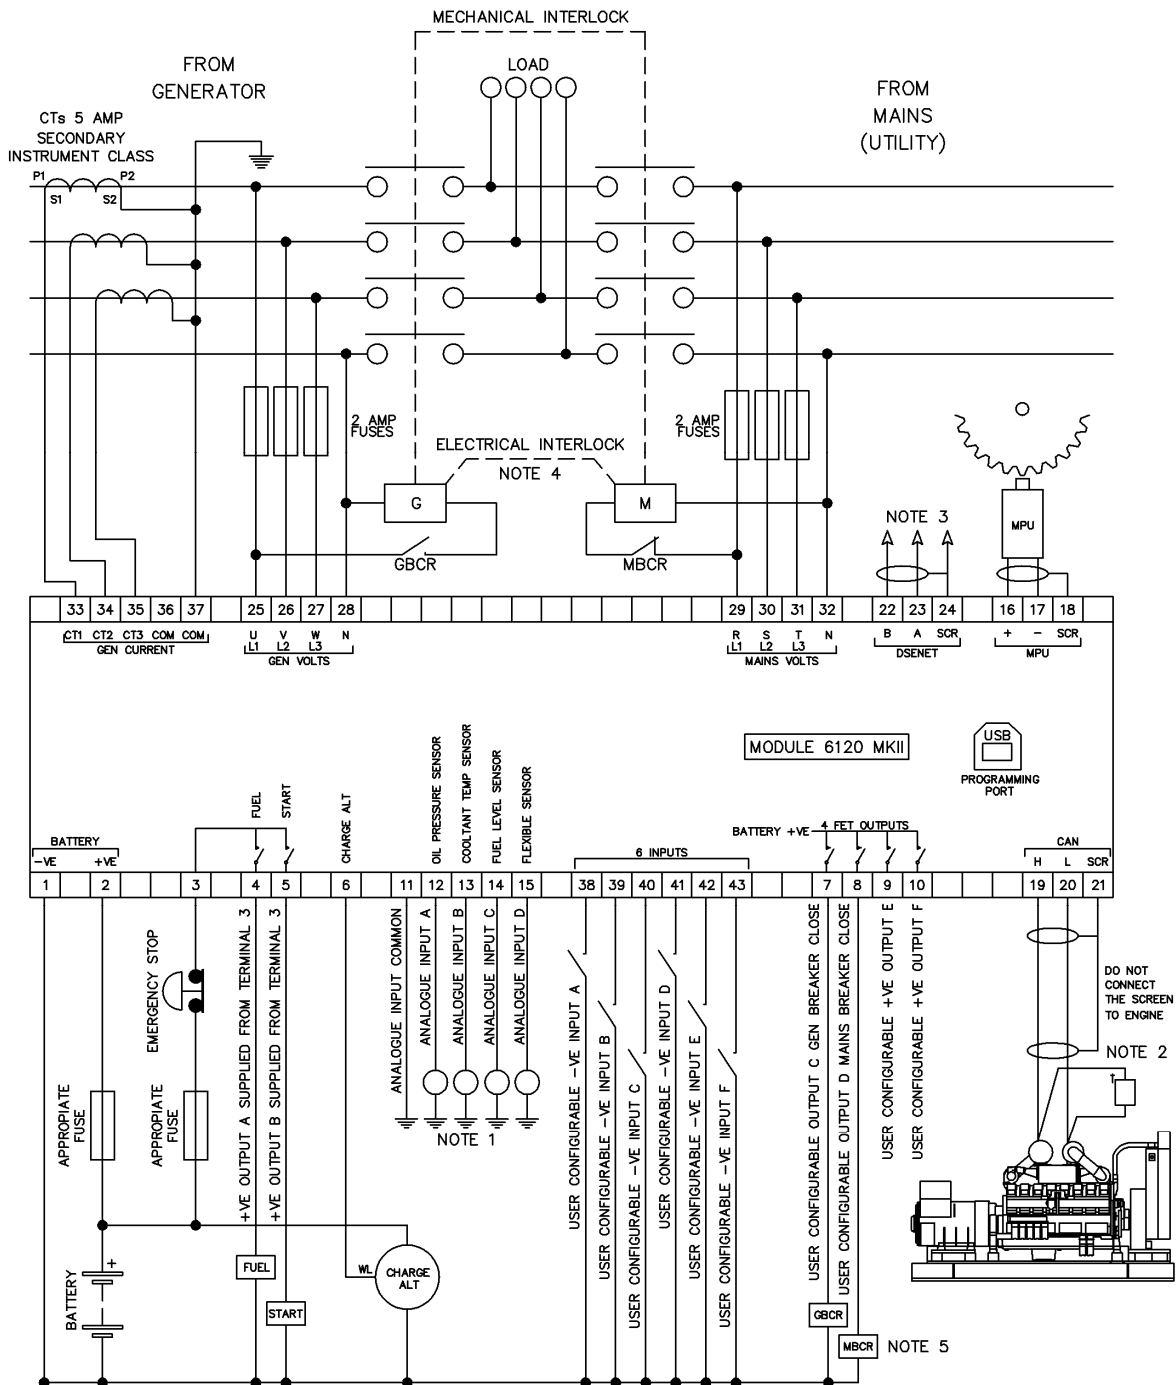 MECHANICAL INTERLOCK
FROM
GENERATOR
LOAD
FROM
MAINS
(UTILITY)
CTs 5 AMP
SECONDARY
INSTRUMENT CLASS
P1
P2
S1
S2
2 AMP
FUSES
2 AMP
FUSES
ELECTRICAL INTERLOCK
NOTE 4
G
M
GBCR
MBCR
NOTE 3
MPU
33 34 35 36 37 25 26 27 28 29 30 31 32 22 23 24 16 17 18
CT1 CT2 CT3 COM COM
GEN CURRENT
U V W N
L1 L2 L3
GEN VOLTS
R S T N
L1 L2 L3
MAINS VOLTS
B A SCR
DSENET
+ − SCR
MPU
MODULE 6120 MKII
USB
PROGRAMMING
PORT
FUEL
START
CHARGE ALT
OIL PRESSURE SENSOR
COOLTANT TEMP SENSOR
FUEL LEVEL SENSOR
FLEXIBLE SENSOR
BATTERY
−VE +VE
6 INPUTS
BATTERY +VE
4 FET OUTPUTS
CAN
H L SCR
1 2 3 4 5 6 11 12 13 14 15 38 39 40 41 42 43 7 8 9 10 19 20 21
EMERGENCY STOP
APPROPIATE
FUSE
APPROPIATE
FUSE
+VE OUTPUT A SUPPLIED FROM TERMINAL 3
+VE OUTPUT B SUPPLIED FROM TERMINAL 3
ANALOGUE INPUT COMMON
ANALOGUE INPUT A
ANALOGUE INPUT B
ANALOGUE INPUT C
ANALOGUE INPUT D
NOTE 1
USER CONFIGURABLE −VE INPUT A
USER CONFIGURABLE −VE INPUT B
USER CONFIGURABLE −VE INPUT C
USER CONFIGURABLE −VE INPUT D
USER CONFIGURABLE −VE INPUT E
USER CONFIGURABLE −VE INPUT F
USER CONFIGURABLE OUTPUT C GEN BREAKER CLOSE
USER CONFIGURABLE OUTPUT D MAINS BREAKER CLOSE
USER CONFIGURABLE +VE OUTPUT E
USER CONFIGURABLE +VE OUTPUT F
DO NOT
CONNECT
THE SCREEN
TO ENGINE
NOTE 2
BATTERY
+
FUEL
START
WL
CHARGE
ALT
GBCR
MBCR
NOTE 5